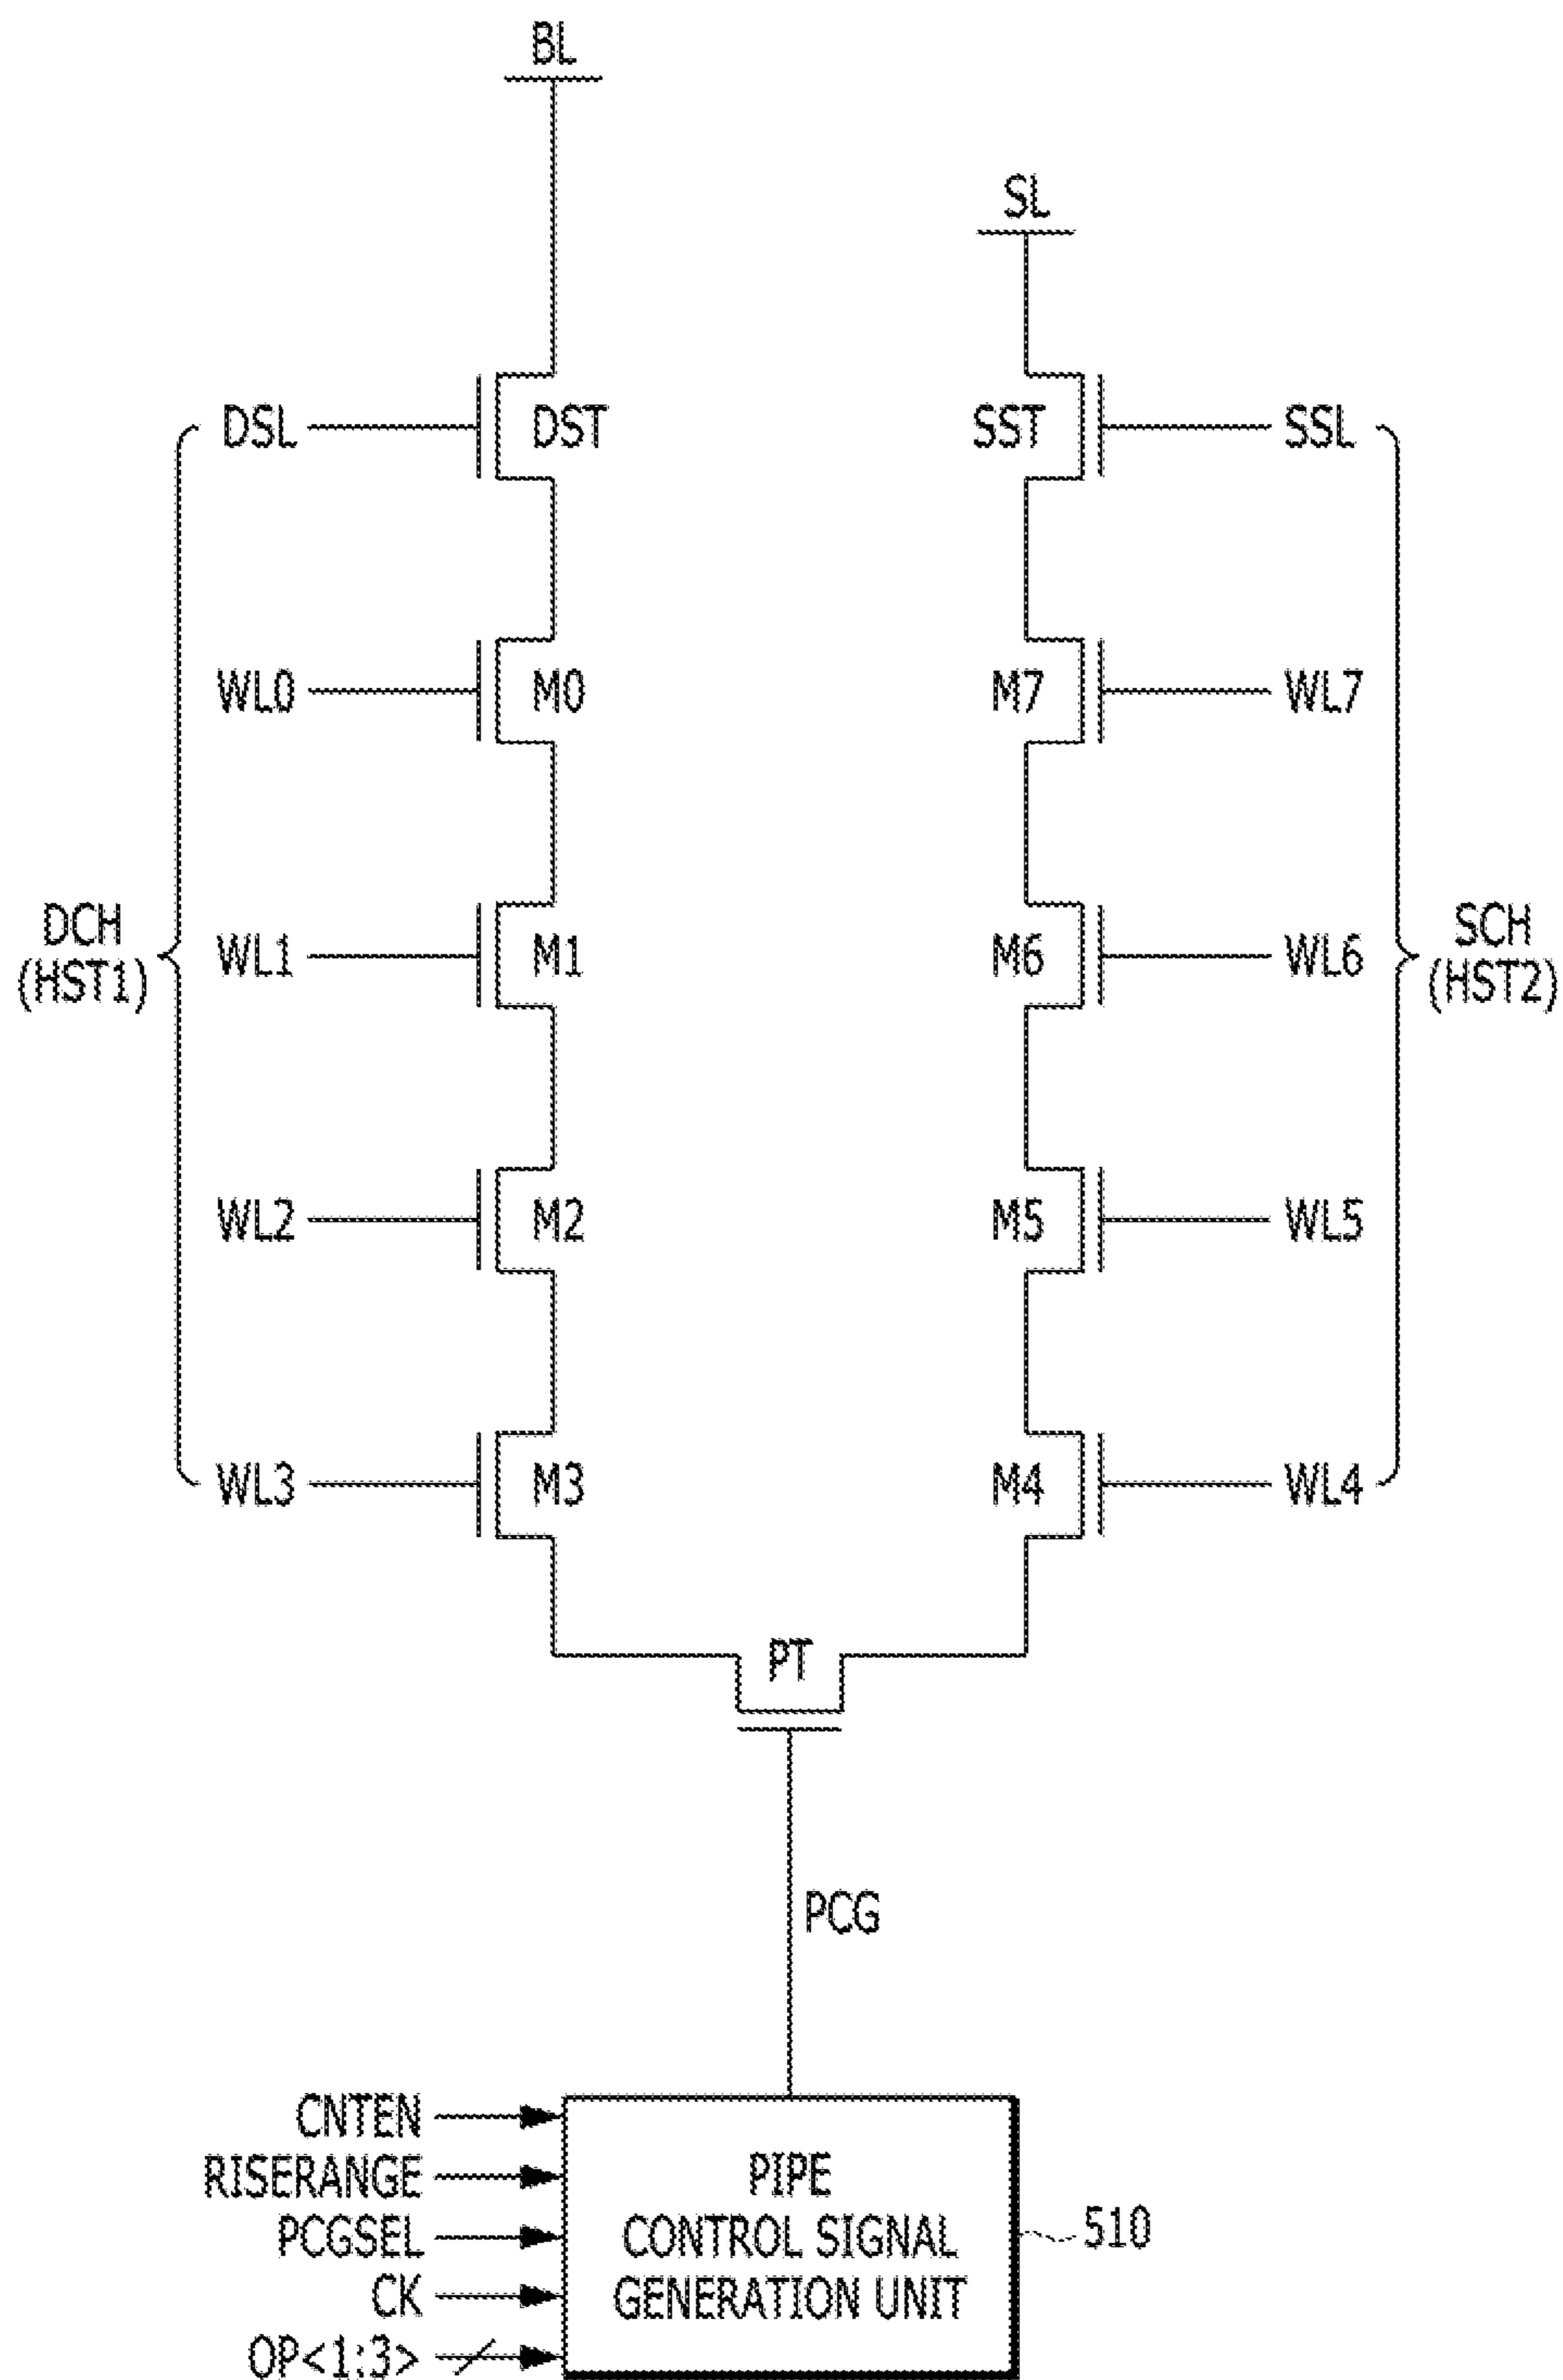 BL
SL
DSL DST SST SSL
WL0 M0 M7 WL7
DCH
(HST1)
WL1 M1 M6 WL6
SCH
(HST2)
WL2 M2 M5 WL5
WL3 M3 M4 WL4
PT
PCG
CNTEN
RISERANGE
PCGSEL
CK
OP<1:3>
PIPE
CONTROL SIGNAL
GENERATION UNIT
510